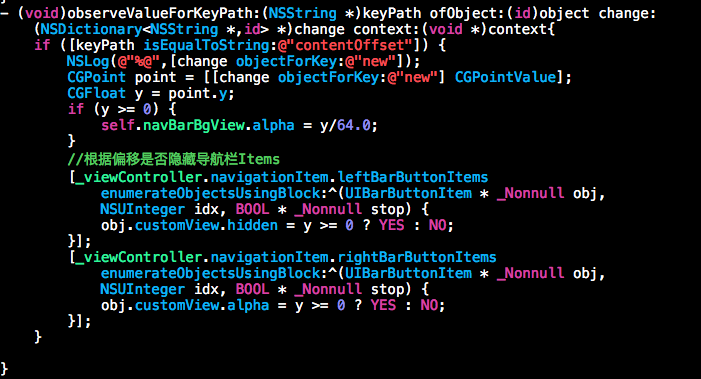 - (void)observeValueForKeyPath:(NSString *)keyPath ofObject:(id)object change:
(NSDictionary<NSString *,id> *)change context:(void *)context{
if ([keyPath isEqualToString:@"contentOffset"]) {
NSLog(@"%@",[change objectForKey:@"new"]);
CGPoint point = [[change objectForKey:@"new"] CGPointValue];
CGFloat y = point.y;
if (y >= 0) {
self.navBarBgView.alpha = y/64.0;
}
//根据偏移是否隐藏导航栏Items
[_viewController.navigationItem.leftBarButtonItems
enumerateObjectsUsingBlock:^(UIBarButtonItem * _Nonnull obj,
NSUInteger idx, BOOL * _Nonnull stop) {
obj.customView.hidden = y >= 0 ? YES : NO;
}];
[_viewController.navigationItem.rightBarButtonItems
enumerateObjectsUsingBlock:^(UIBarButtonItem * _Nonnull obj,
NSUInteger idx, BOOL * _Nonnull stop) {
obj.customView.alpha = y >= 0 ? YES : NO;
}];
}
}